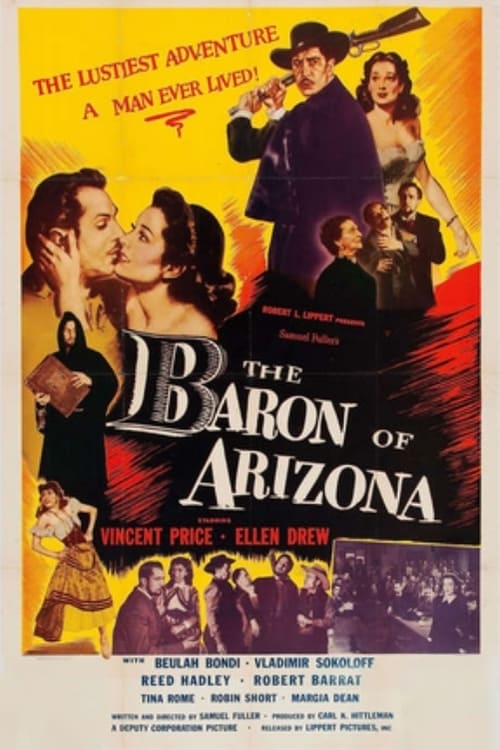 THE LUSTIEST ADVENTURE
A MAN EVER LIVED!
ROBERT L. LIPPERT PRESENTS
Samuel Fuller's
THE
BARON OF
ARIZONA
STARRING
VINCENT PRICE · ELLEN DREW
WITH BEULAH BONDI · VLADIMIR SOKOLOFF
REED HADLEY · ROBERT BARRAT
TINA ROME · ROBIN SHORT · MARGIA DEAN
WRITTEN AND DIRECTED BY SAMUEL FULLER · PRODUCED BY CARL K. HITTLEMAN
A DEPUTY CORPORATION PICTURE · RELEASED BY LIPPERT PICTURES, INC